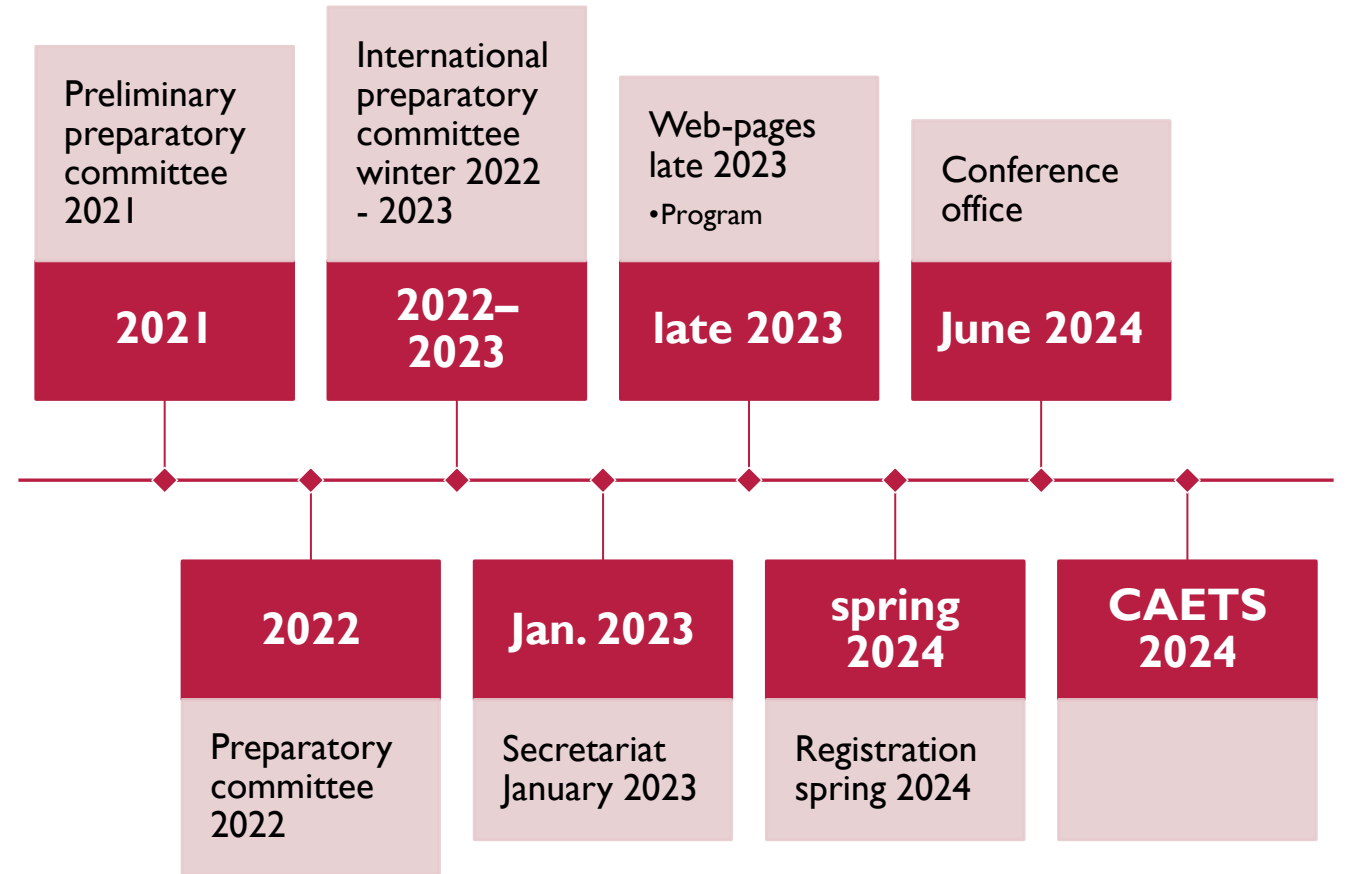 Preliminary
preparatory
committee
2021
2021
International
preparatory
committee
winter 2022
- 2023
2022–
2023
Web-pages
late 2023
•Program
late 2023
Conference
office
June 2024
2022
Preparatory
committee
2022
Jan. 2023
Secretariat
January 2023
spring
2024
Registration
spring 2024
CAETS
2024